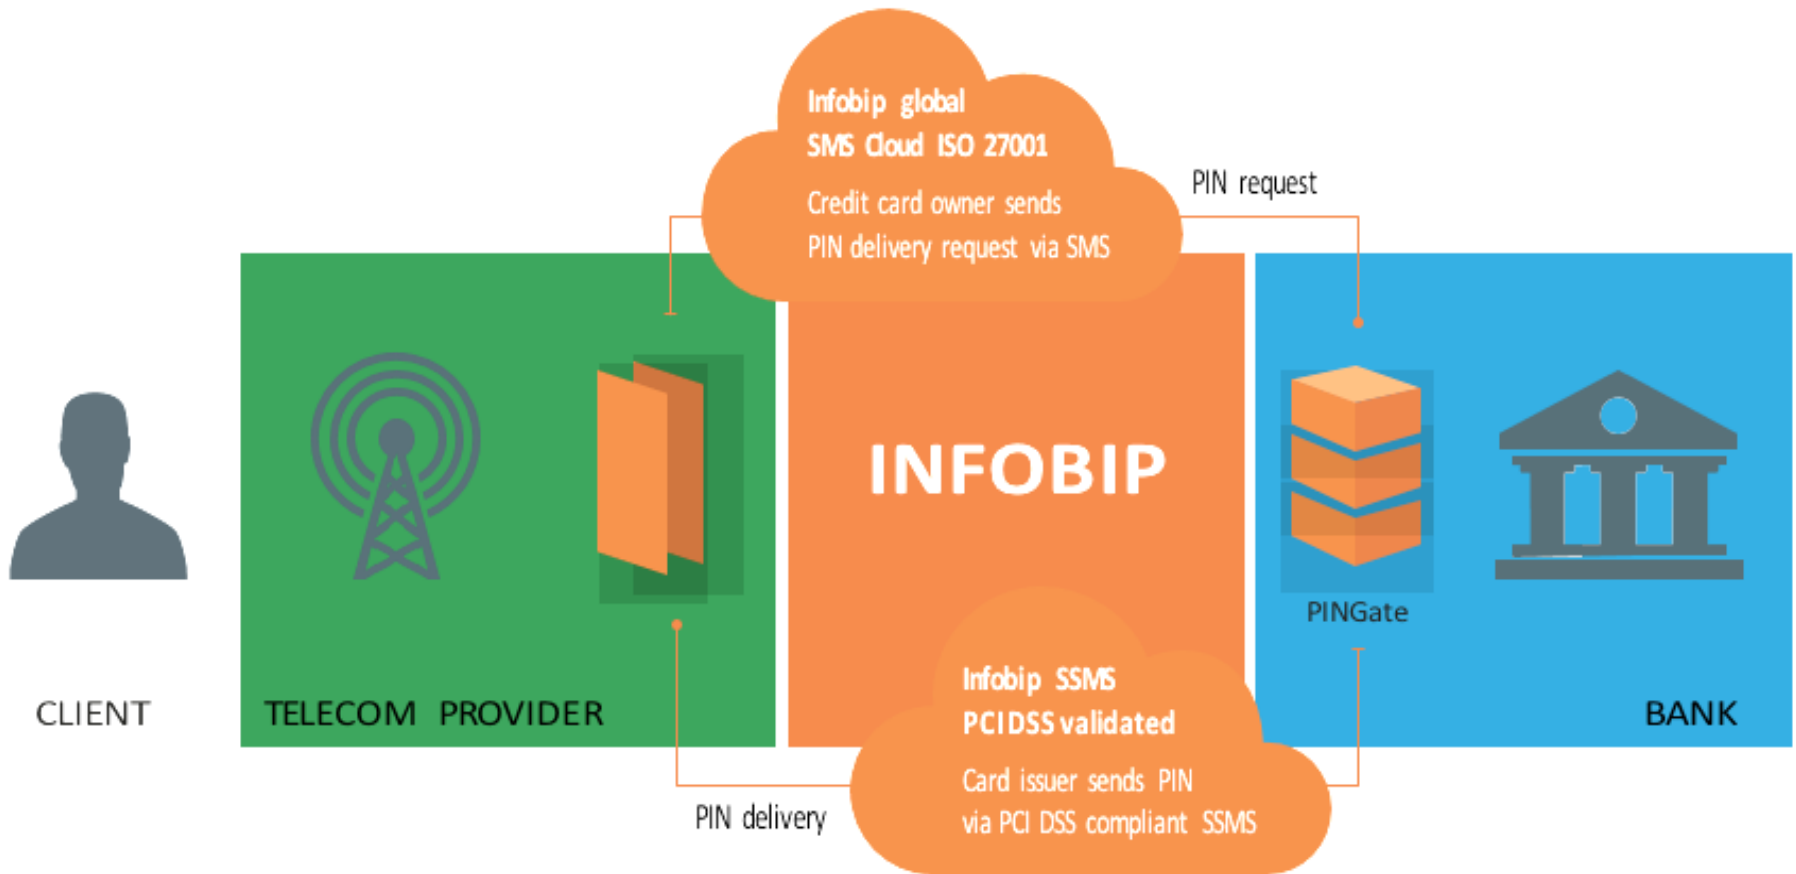 Infobip global
SMS Cloud ISO 27001
Credit card owner sends
PIN delivery request via SMS
PIN request
INFOBIP
PINGate
CLIENT
TELECOM PROVIDER
BANK
Infobip SSMS
PCI DSS validated
Card issuer sends PIN
via PCI DSS compliant SSMS
PIN delivery